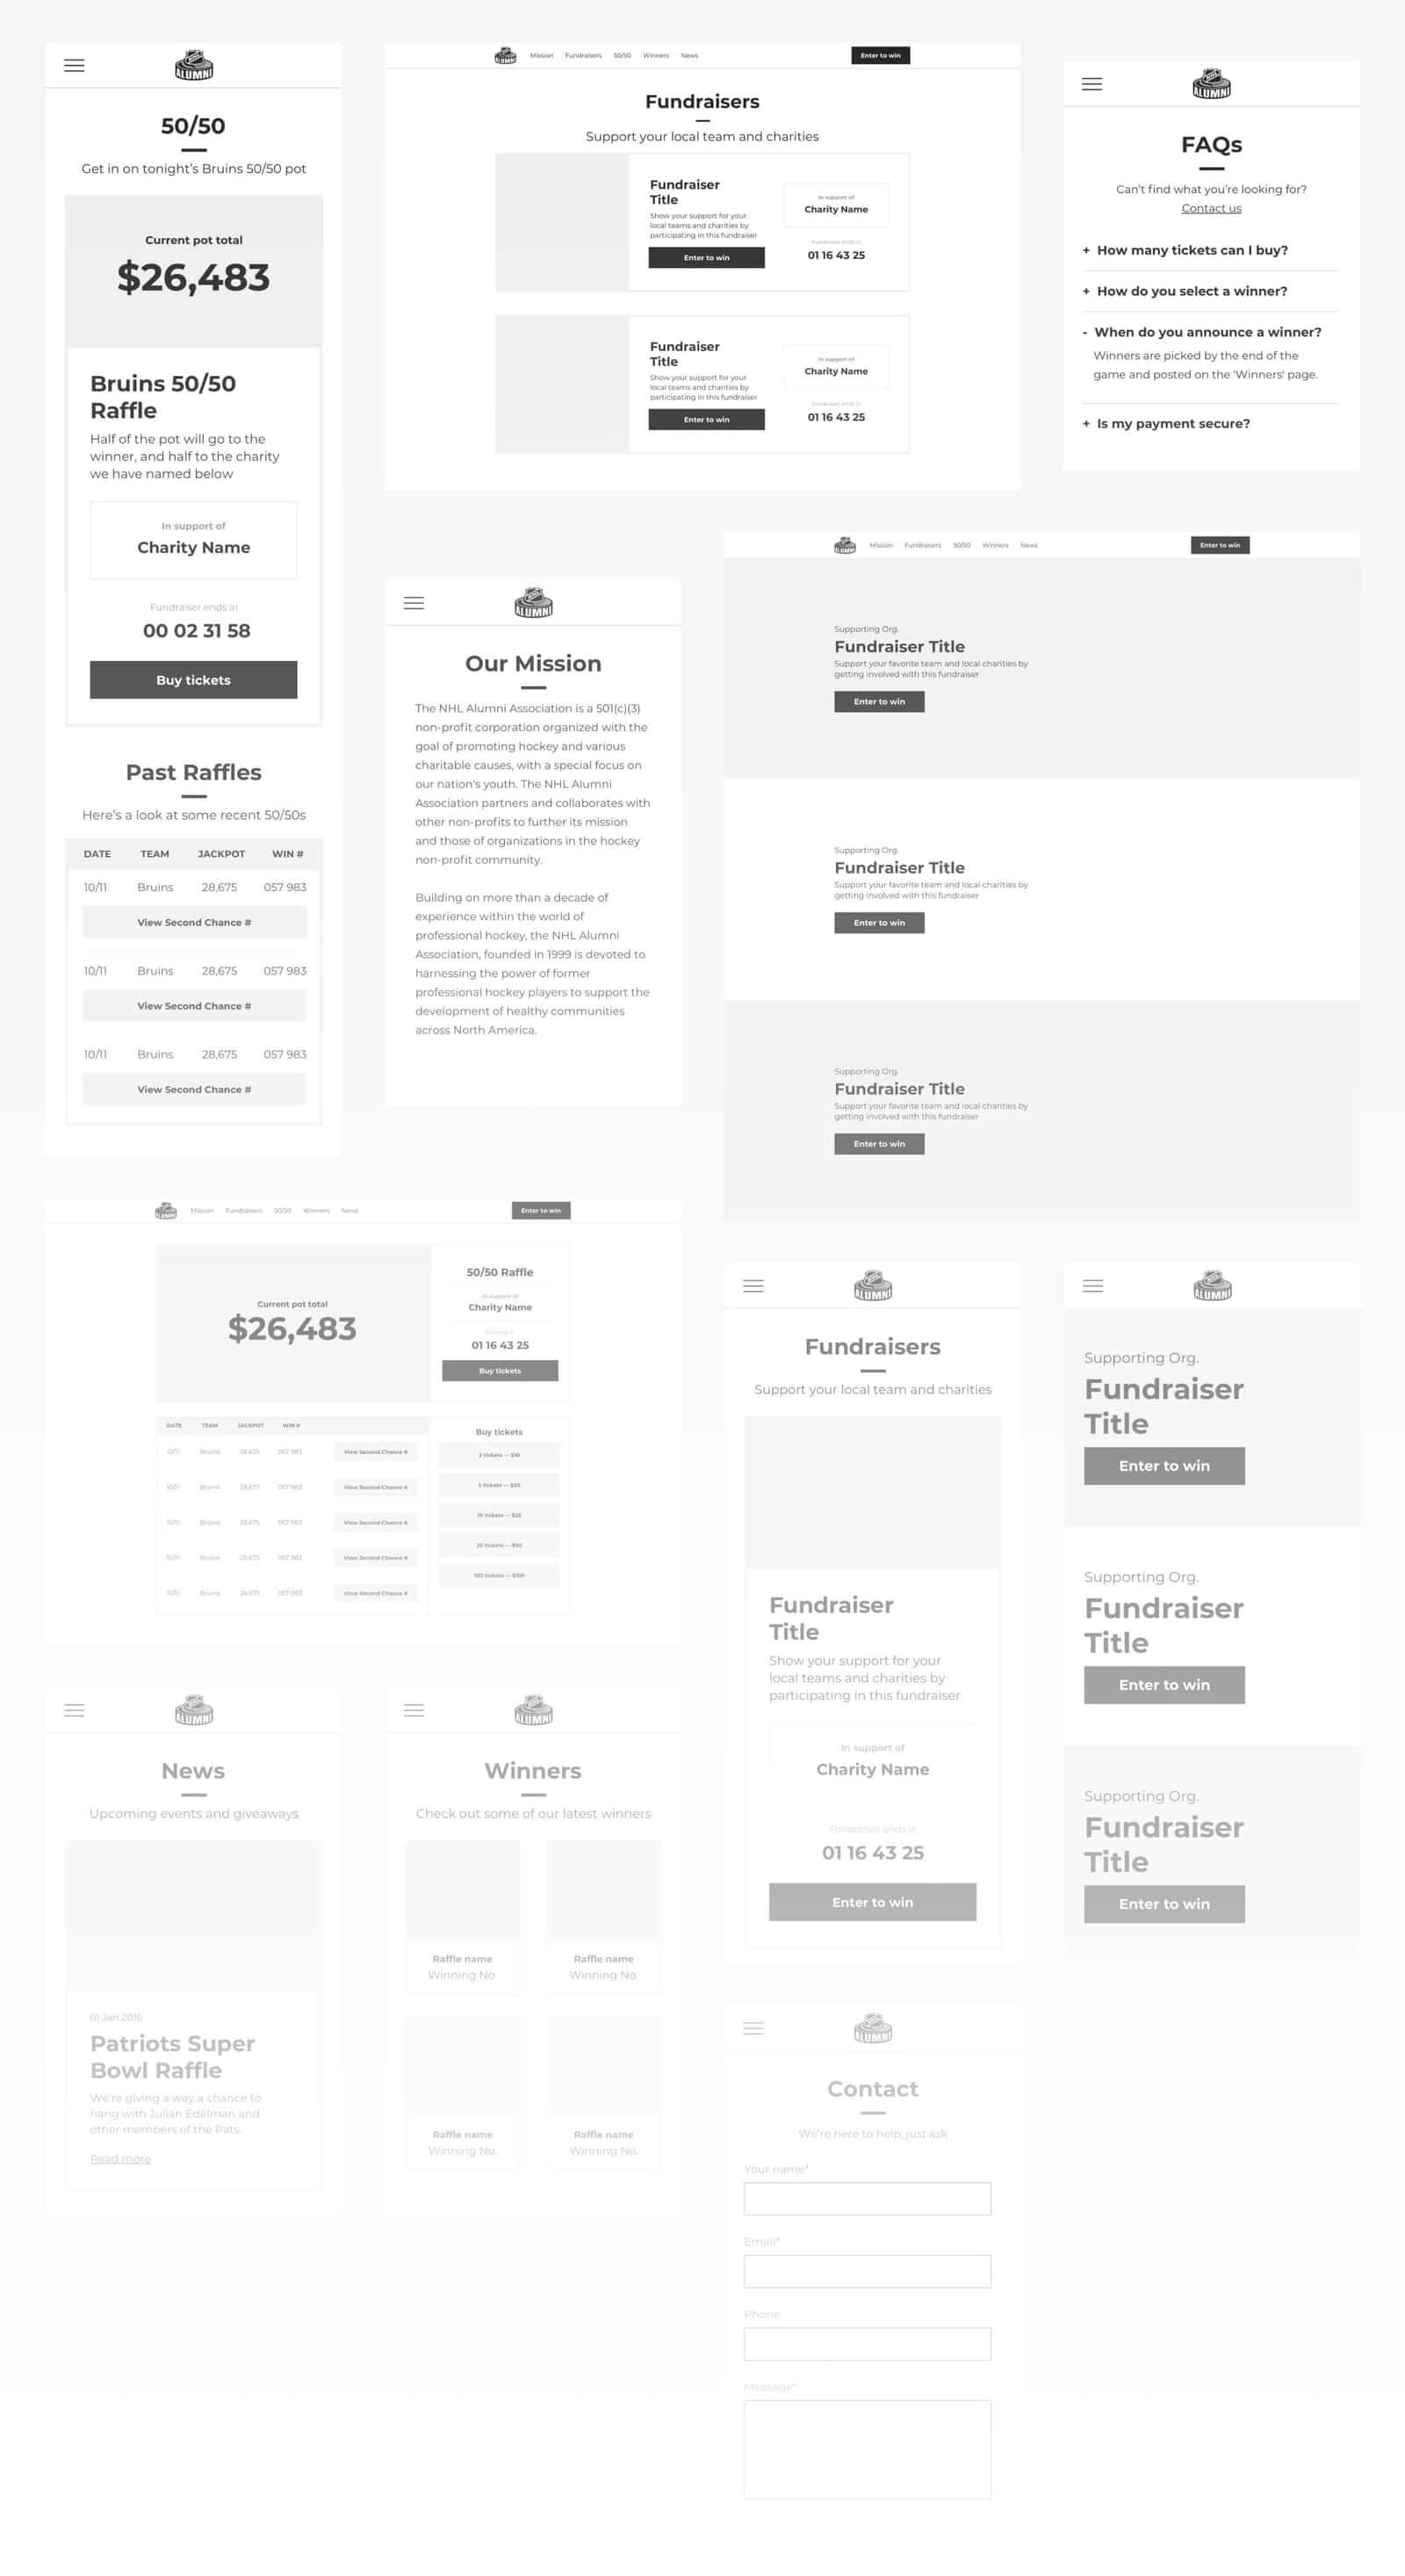 ALUMNI
50/50
Get in on tonight's Bruins 50/50 pot
Current pot total
$26,483
Bruins 50/50
Raffle
Half of the pot will go to the
winner, and half to the charity
we have named below
In support of
Charity Name
Fundraiser ends in
00 02 31 58
Buy tickets
Past Raffles
Here's a look at some recent 50/50s
DATE TEAM JACKPOT WIN #
10/11 Bruins 28,675 057 983
View Second Chance #
10/11 Bruins 28,675 057 983
View Second Chance #
10/11 Bruins 28,675 057 983
View Second Chance #
ALUMNI Mission Fundraisers 50/50 Winners News Enter to win
Fundraisers
Support your local team and charities
Fundraiser
Title
Show your support for your
local teams and charities by
participating in this fundraiser
Enter to win
In support of
Charity Name
Fundraiser ends in
01 16 43 25
Fundraiser
Title
Show your support for your
local teams and charities by
participating in this fundraiser
Enter to win
In support of
Charity Name
Fundraiser ends in
01 16 43 25
ALUMNI
FAQs
Can't find what you're looking for?
Contact us
+ How many tickets can I buy?
+ How do you select a winner?
- When do you announce a winner?
Winners are picked by the end of the
game and posted on the 'Winners' page.
+ Is my payment secure?
ALUMNI
Our Mission
The NHL Alumni Association is a 501(c)(3)
non-profit corporation organized with the
goal of promoting hockey and various
charitable causes, with a special focus on
our nation's youth. The NHL Alumni
Association partners and collaborates with
other non-profits to further its mission
and those of organizations in the hockey
non-profit community.
Building on more than a decade of
experience within the world of
professional hockey, the NHL Alumni
Association, founded in 1999 is devoted to
harnessing the power of former
professional hockey players to support the
development of healthy communities
across North America.
ALUMNI Mission Fundraisers 50/50 Winners News Enter to win
Supporting Org.
Fundraiser Title
Support your favorite team and local charities by
getting involved with this fundraiser
Enter to win
Supporting Org.
Fundraiser Title
Support your favorite team and local charities by
getting involved with this fundraiser
Enter to win
Supporting Org.
Fundraiser Title
Support your favorite team and local charities by
getting involved with this fundraiser
Enter to win
ALUMNI Mission Fundraisers 50/50 Winners News Enter to win
Current pot total
$26,483
50/50 Raffle
In support of
Charity Name
01 16 43 25
Buy tickets
DATE TEAM JACKPOT WIN #
10/11 Bruins 28,675 057 983 View Second Chance #
10/11 Bruins 28,675 057 983 View Second Chance #
10/11 Bruins 28,675 057 983 View Second Chance #
10/11 Bruins 28,675 057 983 View Second Chance #
10/11 Bruins 28,675 057 983 View Second Chance #
Buy tickets
2 tickets — $10
5 tickets — $20
tickets — $25
25 tickets — $50
100 tickets — $100
ALUMNI
Fundraisers
Support your local team and charities
Fundraiser
Title
Show your support for your
local teams and charities by
participating in this fundraiser
In support of
Charity Name
Fundraiser ends in
01 16 43 25
Enter to win
ALUMNI
Supporting Org.
Fundraiser
Title
Enter to win
Supporting Org.
Fundraiser
Title
Enter to win
Supporting Org.
Fundraiser
Title
Enter to win
ALUMNI
News
Upcoming events and giveaways
01 Jan 2016
Patriots Super
Bowl Raffle
We're giving a way a chance to
hang with Julian Edelman and
other members of the Pats.
Read more
ALUMNI
Winners
Check out some of our latest winners
Raffle name
Winning No.
Raffle name
Winning No.
Raffle name
Winning No.
Raffle name
Winning No.
ALUMNI
Contact
We're here to help, just ask
Your name*
Email*
Phone
Message*